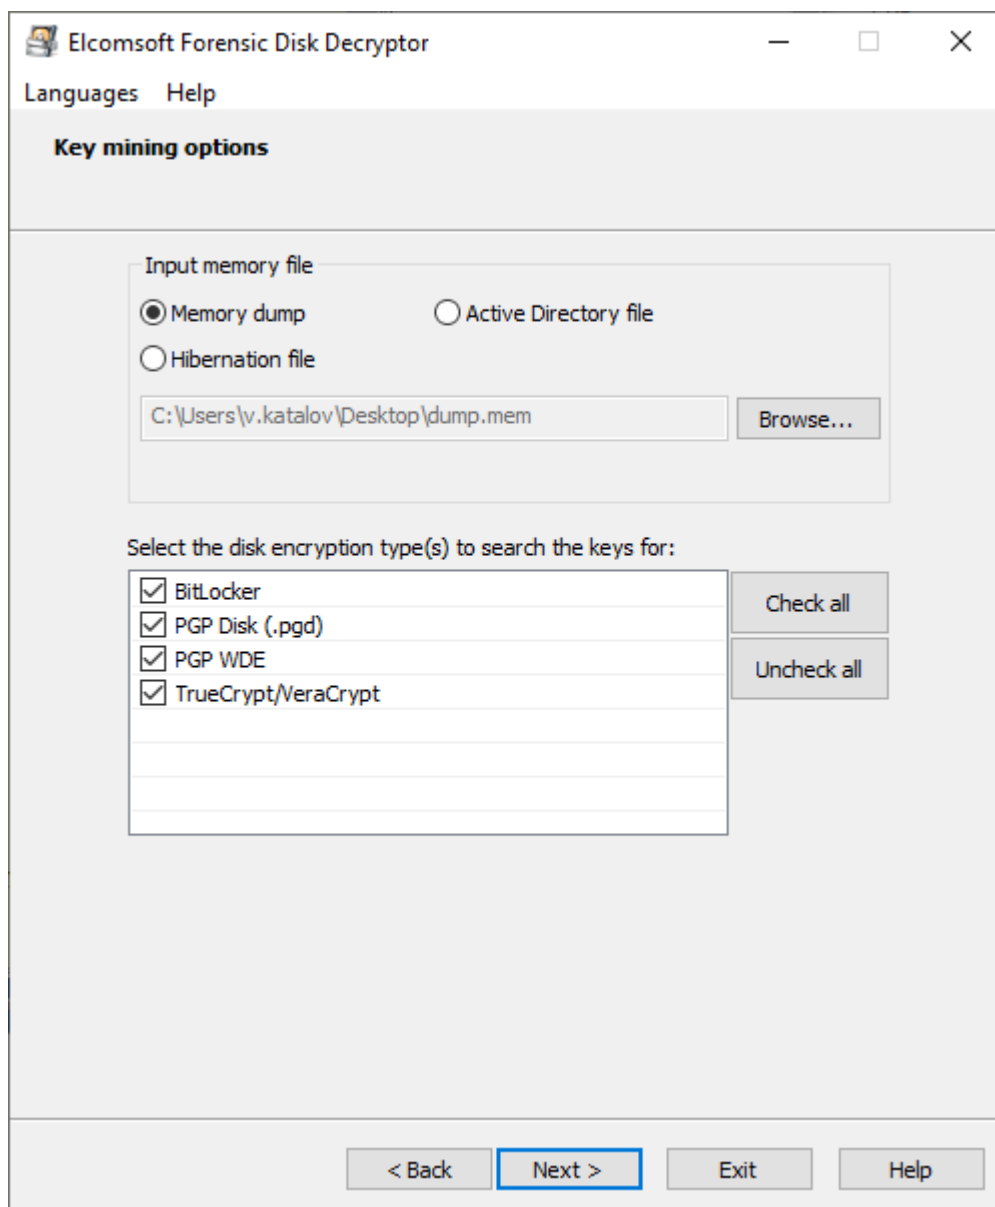 Elcomsoft Forensic Disk Decryptor
Languages Help
Key mining options
Input memory file
Memory dump Active Directory file
Hibernation file
C:\Users\v.katalov\Desktop\dump.mem Browse...
Select the disk encryption type(s) to search the keys for:
BitLocker Check all
PGP Disk (.pgd)
PGP WDE Uncheck all
TrueCrypt/VeraCrypt
< Back Next > Exit Help